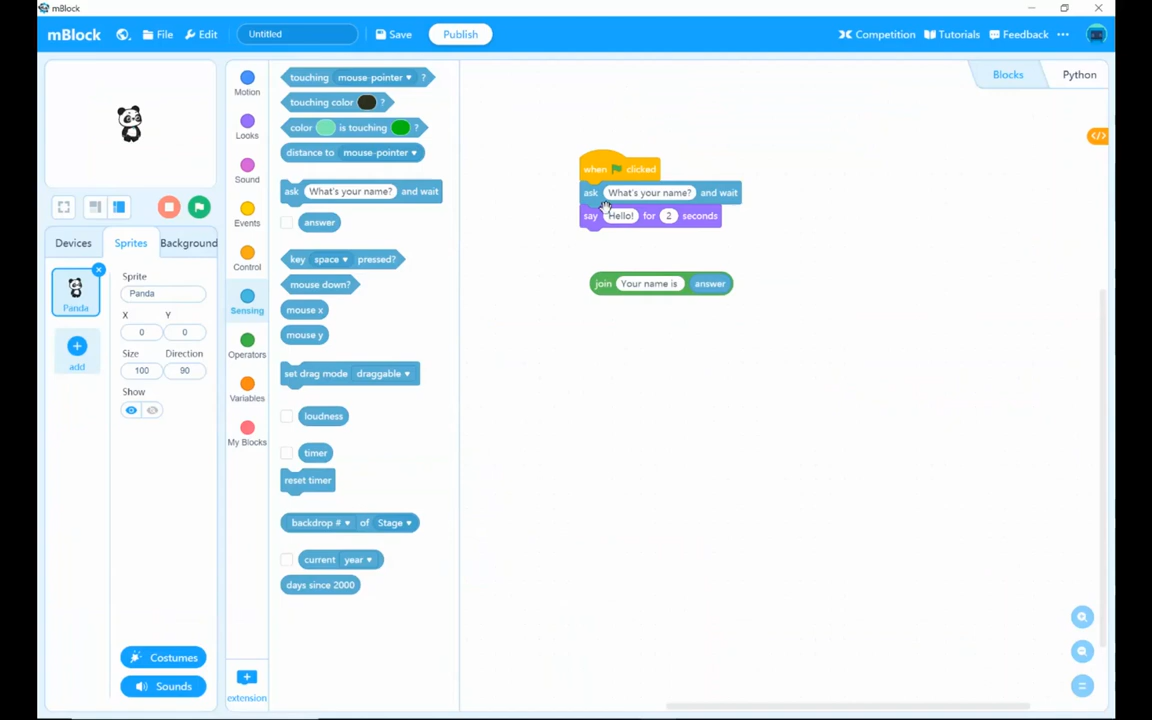 mBlock
mBlock
File
Edit
Untitled
Save
Publish
Competition
Tutorials
Feedback
Blocks
Python
Devices
Sprites
Background
Panda
add
Sprite
Panda
X
Y
0
0
Size
Direction
100
90
Show
Costumes
Sounds
Motion
Looks
Sound
Events
Control
Sensing
Operators
Variables
My Blocks
extension
touching mouse-pointer ▾ ?
touching color ?
color is touching ?
distance to mouse-pointer ▾
ask What's your name? and wait
answer
key space ▾ pressed?
mouse down?
mouse x
mouse y
set drag mode draggable ▾
loudness
timer
reset timer
backdrop # ▾ of Stage ▾
current year ▾
days since 2000
when clicked
ask What's your name? and wait
say Hello! for 2 seconds
join Your name is answer